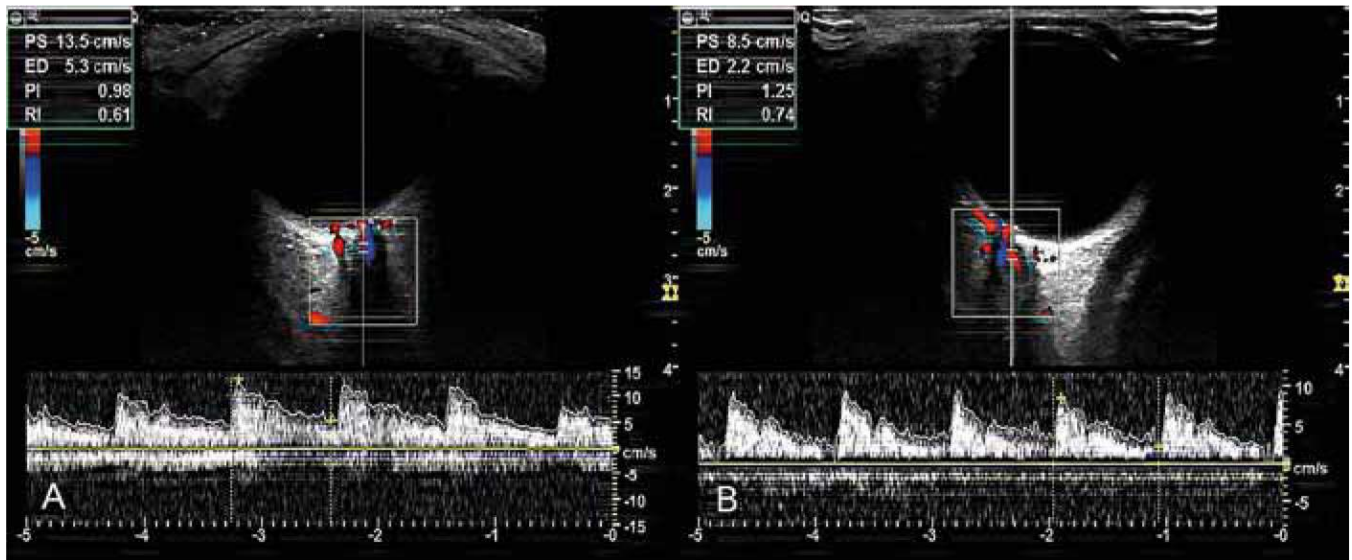 PS 13.5 cm/s
ED 5.3 cm/s
PI 0.98
RI 0.61
-5
cm/s
1
2
3
4
15
10
5
cm/s
-5
-10
-15
A
-5 -4 -3 -2 -1 -0
Q
PS 8.5 cm/s
ED 2.2 cm/s
PI 1.25
RI 0.74
-5
cm/s
1
2
3
4
10
5
cm/s
-5
B
-5 -4 -3 -2 -1 -0